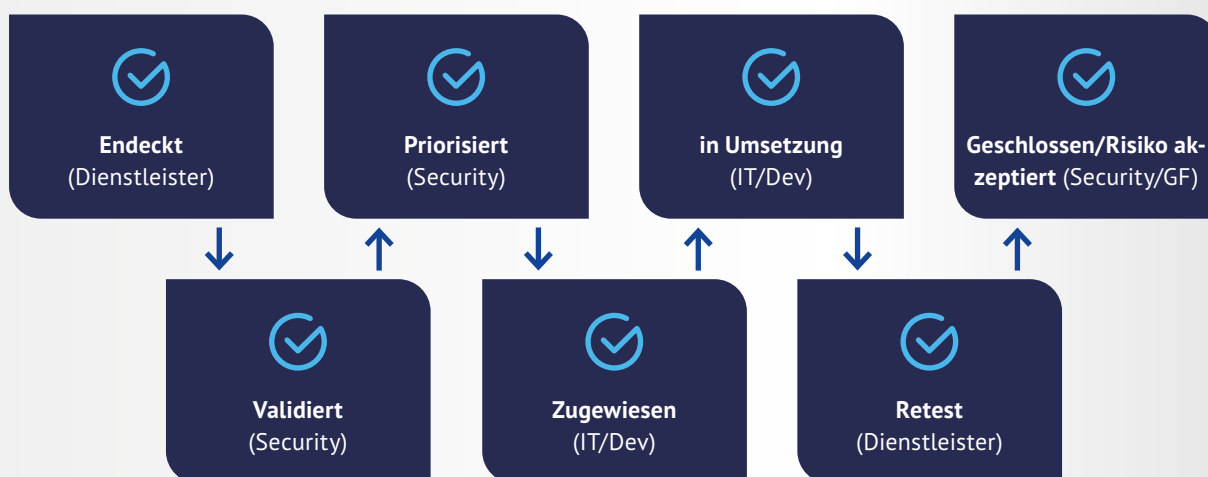 Endeckt
(Dienstleister)
Priorisiert
(Security)
in Umsetzung
(IT/Dev)
Geschlossen/Risiko ak-
zeptiert (Security/GF)
Validiert
(Security)
Zugewiesen
(IT/Dev)
Retest
(Dienstleister)